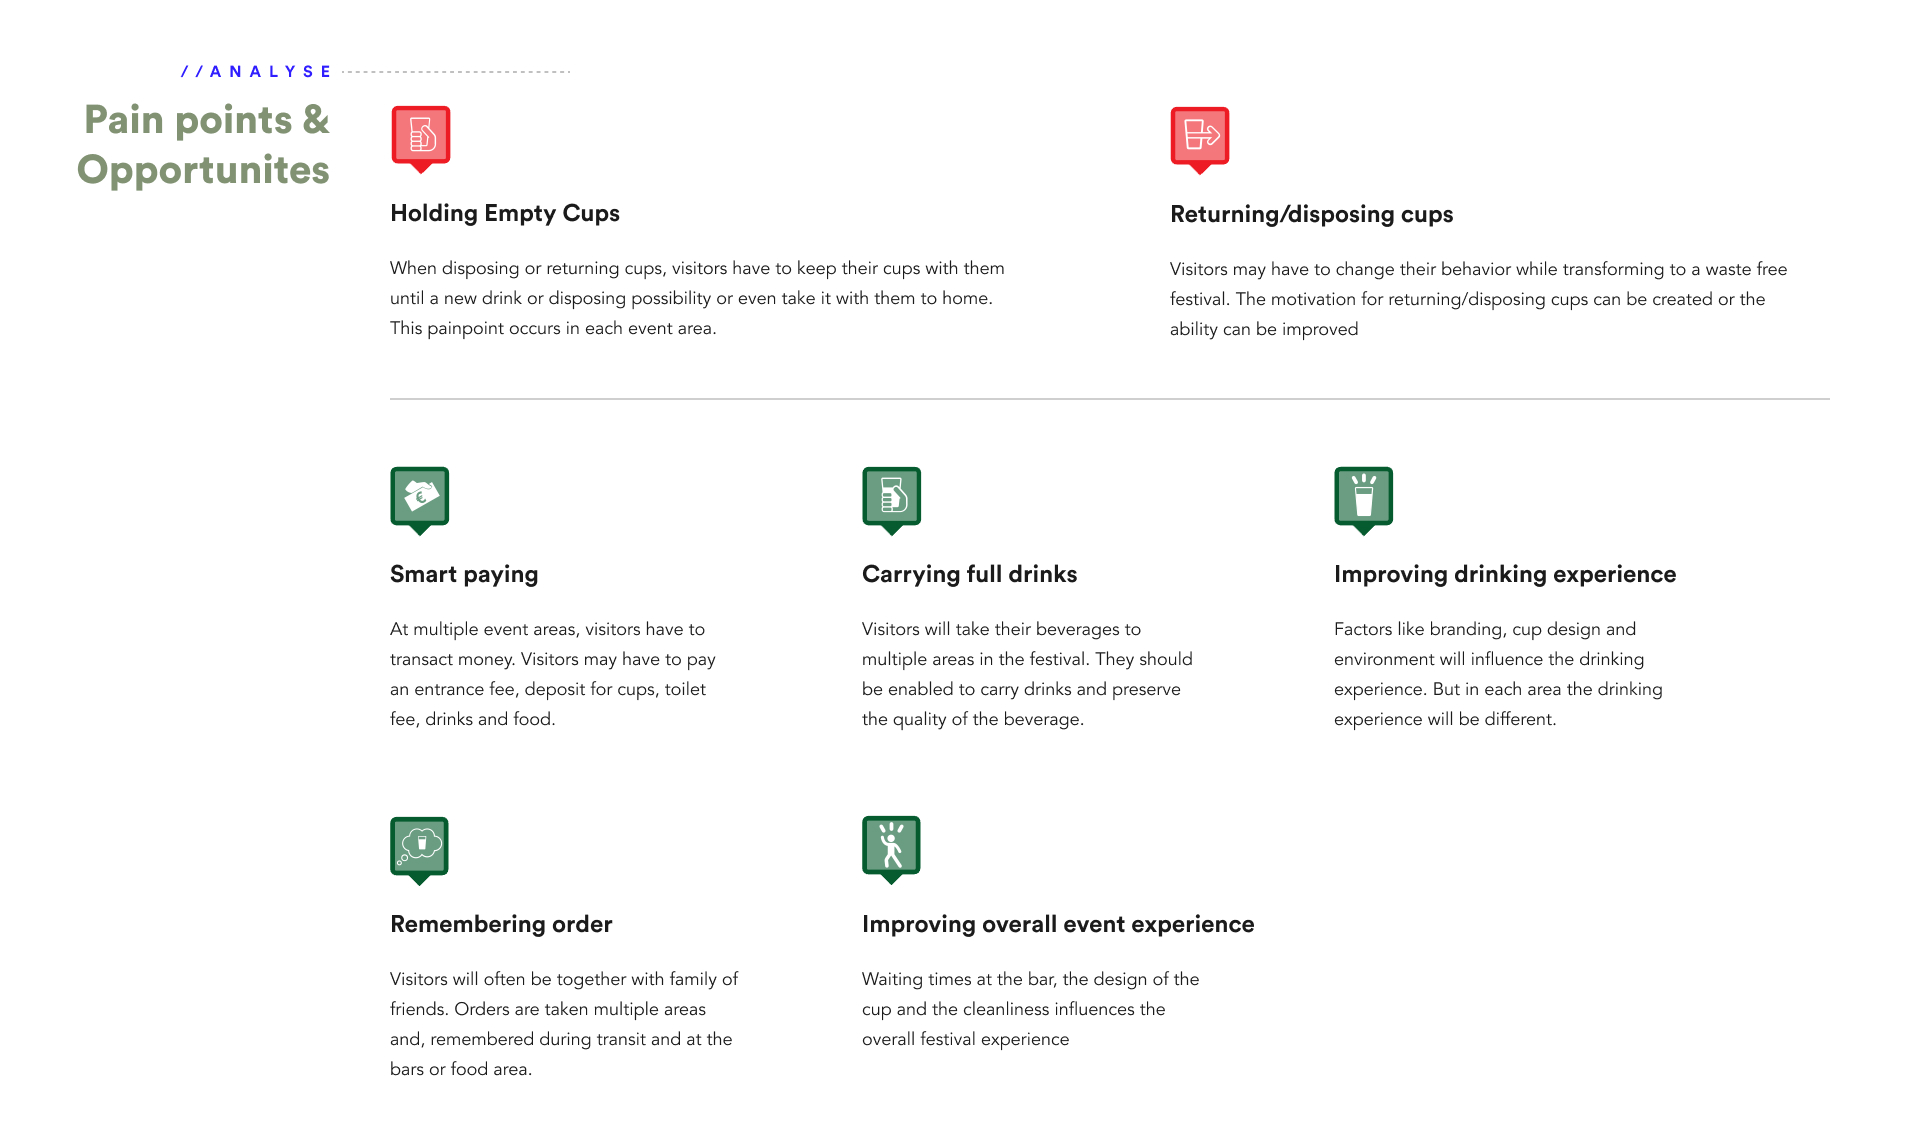 //ANALYSE
Pain points &
Opportunites
Holding Empty Cups
When disposing or returning cups, visitors have to keep their cups with them
until a new drink or disposing possibility or even take it with them to home.
This painpoint occurs in each event area.
Returning/disposing cups
Visitors may have to change their behavior while transforming to a waste free
festival. The motivation for returning/disposing cups can be created or the
ability can be improved
€
Smart paying
At multiple event areas, visitors have to
transact money. Visitors may have to pay
an entrance fee, deposit for cups, toilet
fee, drinks and food.
Carrying full drinks
Visitors will take their beverages to
multiple areas in the festival. They should
be enabled to carry drinks and preserve
the quality of the beverage.
Improving drinking experience
Factors like branding, cup design and
environment will influence the drinking
experience. But in each area the drinking
experience will be different.
Remembering order
Visitors will often be together with family of
friends. Orders are taken multiple areas
and, remembered during transit and at the
bars or food area.
Improving overall event experience
Waiting times at the bar, the design of the
cup and the cleanliness influences the
overall festival experience